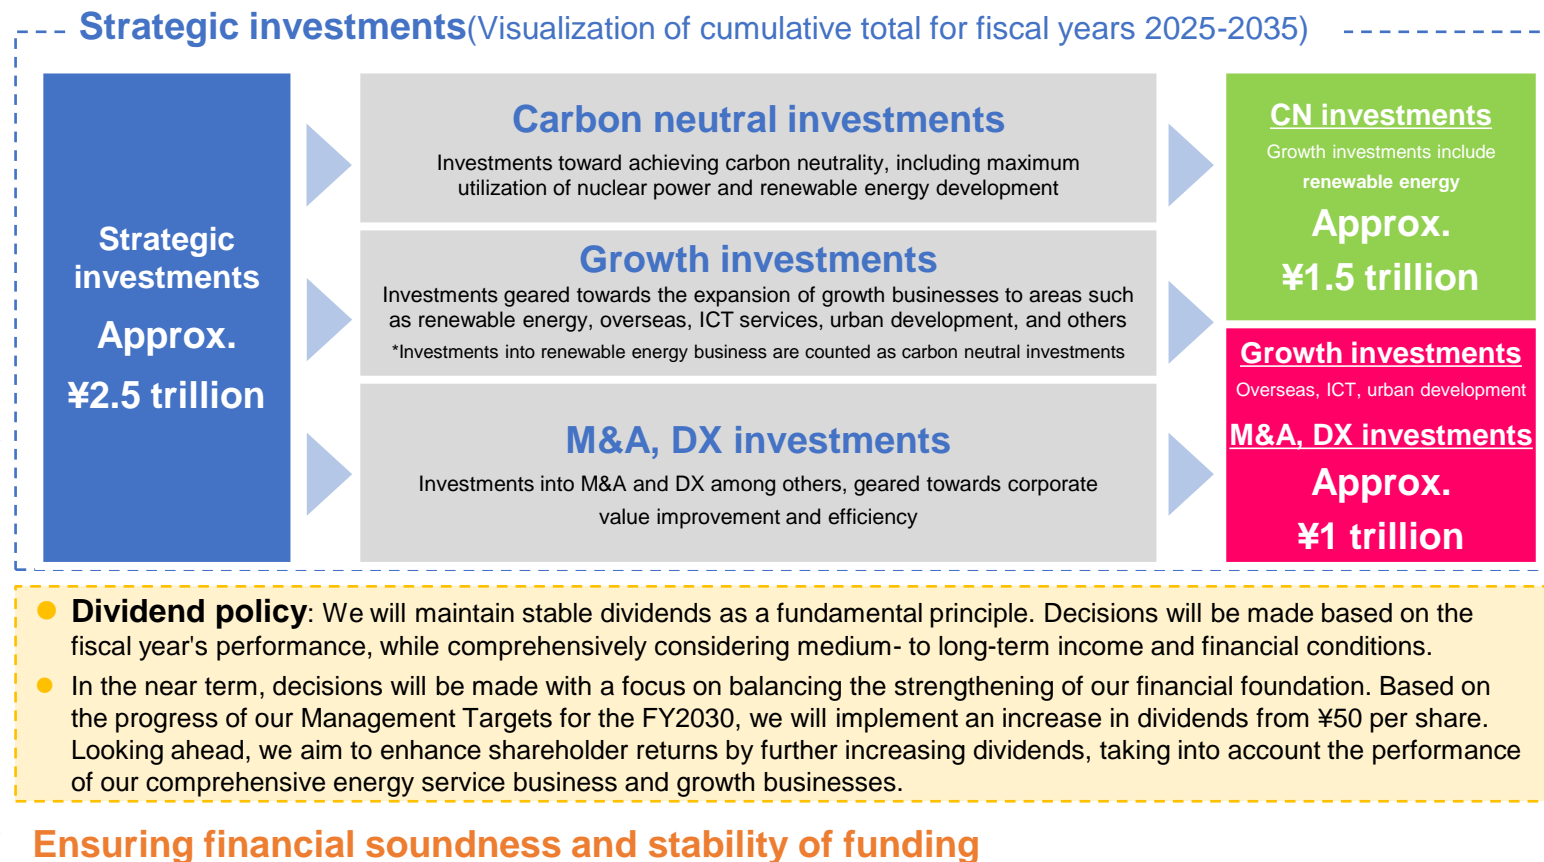 Strategic investments(Visualization of cumulative total for fiscal years 2025-2035)
Strategic
investments
Approx.
¥2.5 trillion
Carbon neutral investments
Investments toward achieving carbon neutrality, including maximum
utilization of nuclear power and renewable energy development
Growth investments
Investments geared towards the expansion of growth businesses to areas such
as renewable energy, overseas, ICT services, urban development, and others
*Investments into renewable energy business are counted as carbon neutral investments
M&A, DX investments
Investments into M&A and DX among others, geared towards corporate
value improvement and efficiency
CN investments
Growth investments include
renewable energy
Approx.
¥1.5 trillion
Growth investments
Overseas, ICT, urban development
M&A, DX investments
Approx.
¥1 trillion
● Dividend policy: We will maintain stable dividends as a fundamental principle. Decisions will be made based on the
fiscal year's performance, while comprehensively considering medium- to long-term income and financial conditions.
● In the near term, decisions will be made with a focus on balancing the strengthening of our financial foundation. Based on
the progress of our Management Targets for the FY2030, we will implement an increase in dividends from ¥50 per share.
Looking ahead, we aim to enhance shareholder returns by further increasing dividends, taking into account the performance
of our comprehensive energy service business and growth businesses.
Ensuring financial soundness and stability of funding